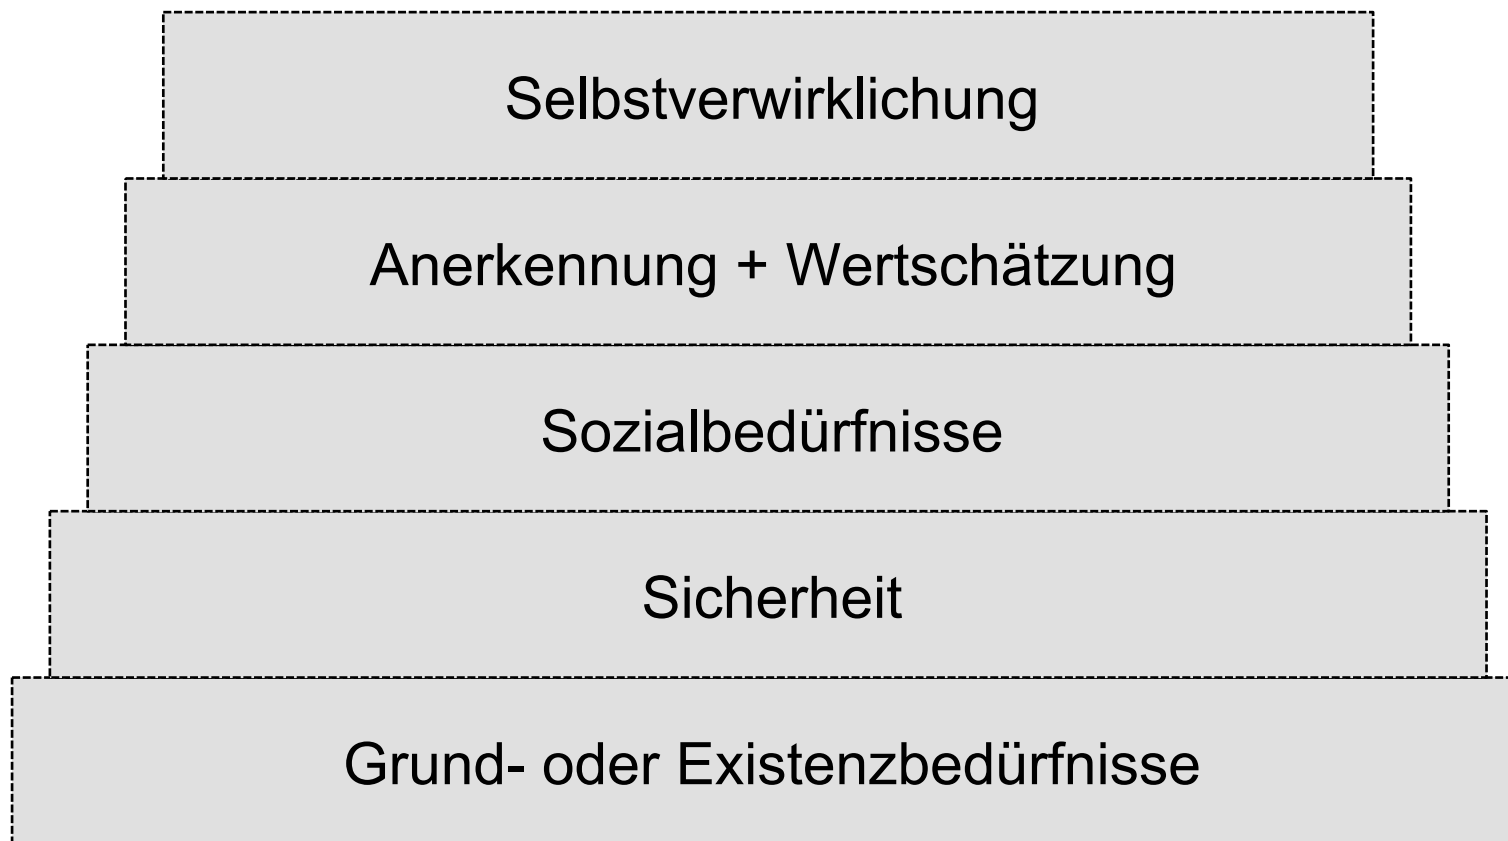 Selbstverwirklichung
Anerkennung + Wertschätzung
Sozialbedürfnisse
Sicherheit
Grund- oder Existenzbedürfnisse